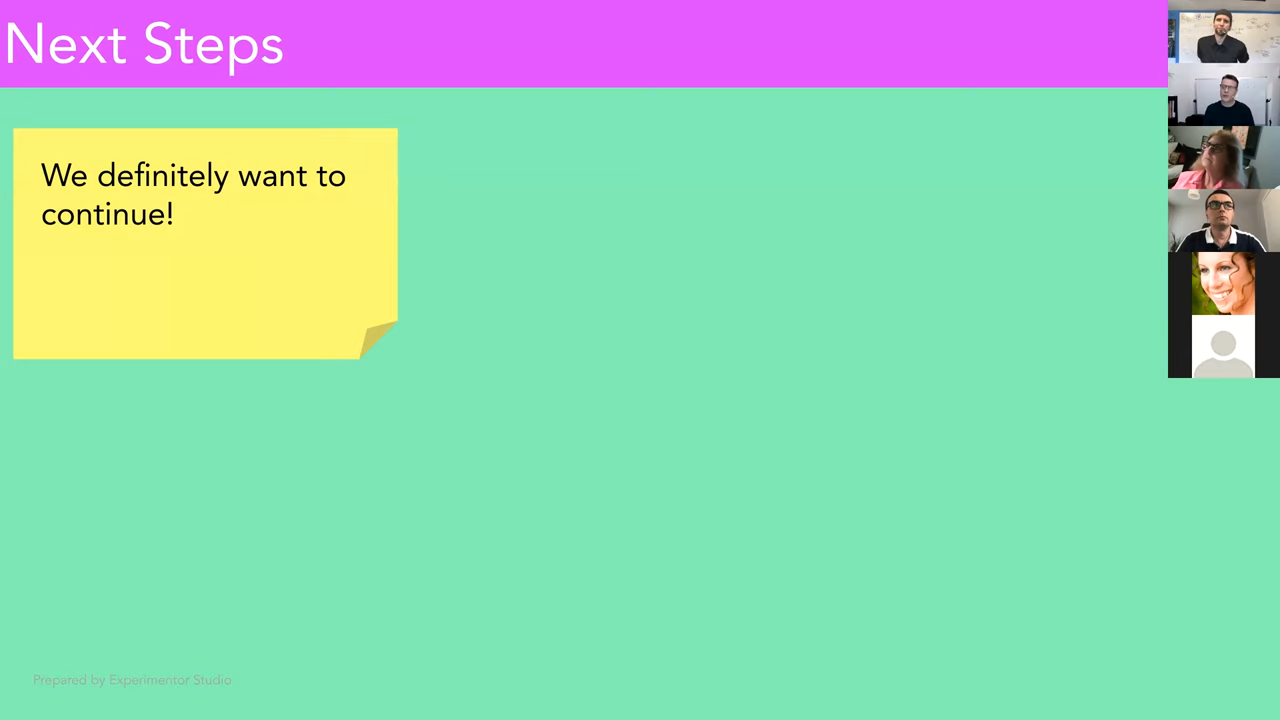 Next Steps
We definitely want to
continue!
Prepared by Experimentor Studio